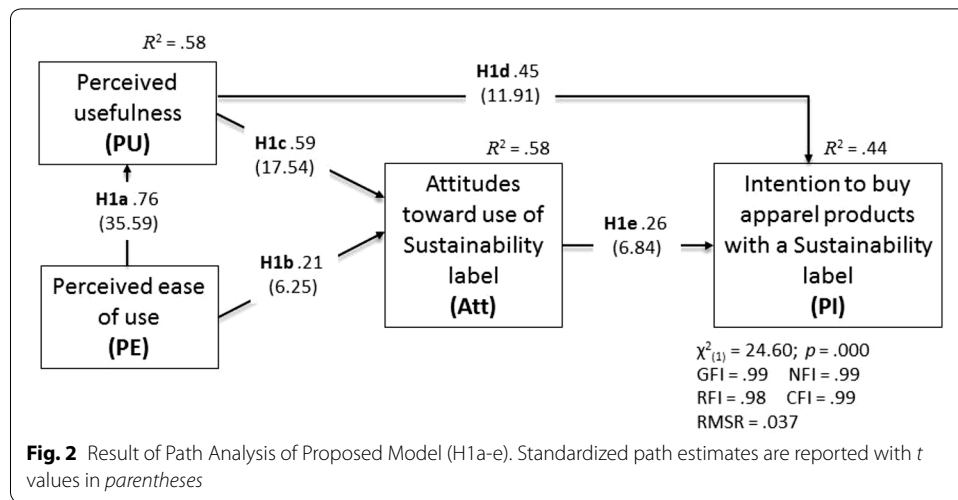 R² = .58
Perceived
usefulness
(PU)
H1d .45
(11.91)
H1c .59
(17.54)
R² = .58
R² = .44
H1a .76
(35.59)
Attitudes
toward use of
Sustainability
label
(Att)
H1e .26
(6.84)
Intention to buy
apparel products
with a Sustainability
label
(PI)
H1b .21
(6.25)
Perceived ease
of use
(PE)
χ²₍₁₎ = 24.60; p = .000
GFI = .99 NFI = .99
RFI = .98 CFI = .99
RMSR = .037
Fig. 2 Result of Path Analysis of Proposed Model (H1a-e). Standardized path estimates are reported with t
values in parentheses